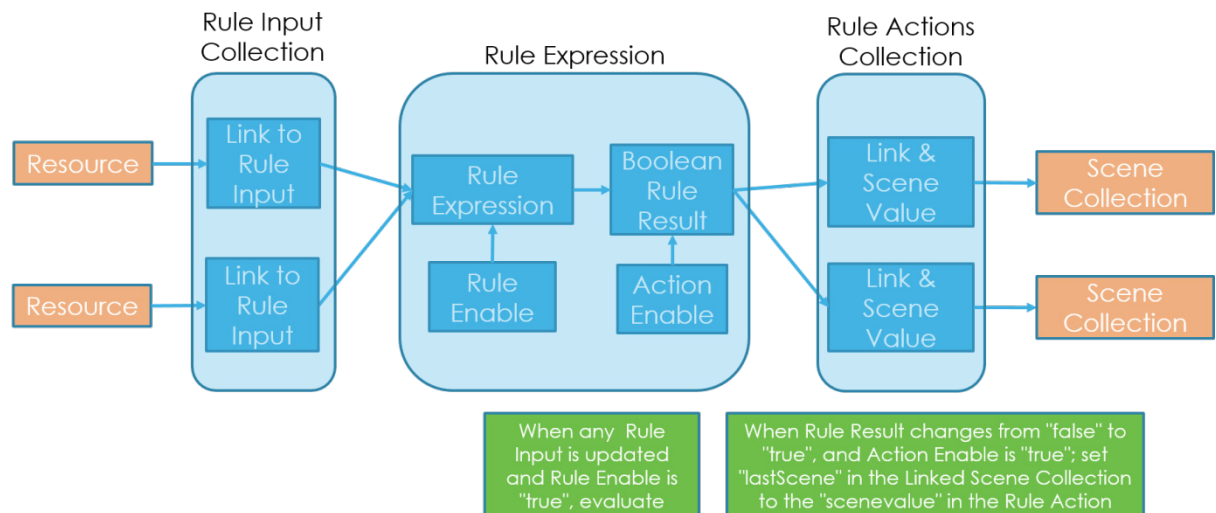 Rule Input
Collection
Rule Expression
Rule Actions
Collection
Resource
Link to
Rule
Input
Rule
Expression
Boolean
Rule
Result
Link &
Scene
Value
Scene
Collection
Resource
Link to
Rule
Input
Rule
Enable
Action
Enable
Link &
Scene
Value
Scene
Collection
When any Rule
Input is updated
and Rule Enable is
"true", evaluate
When Rule Result changes from "false" to
"true", and Action Enable is "true"; set
"lastScene" in the Linked Scene Collection
to the "scenevalue" in the Rule Action